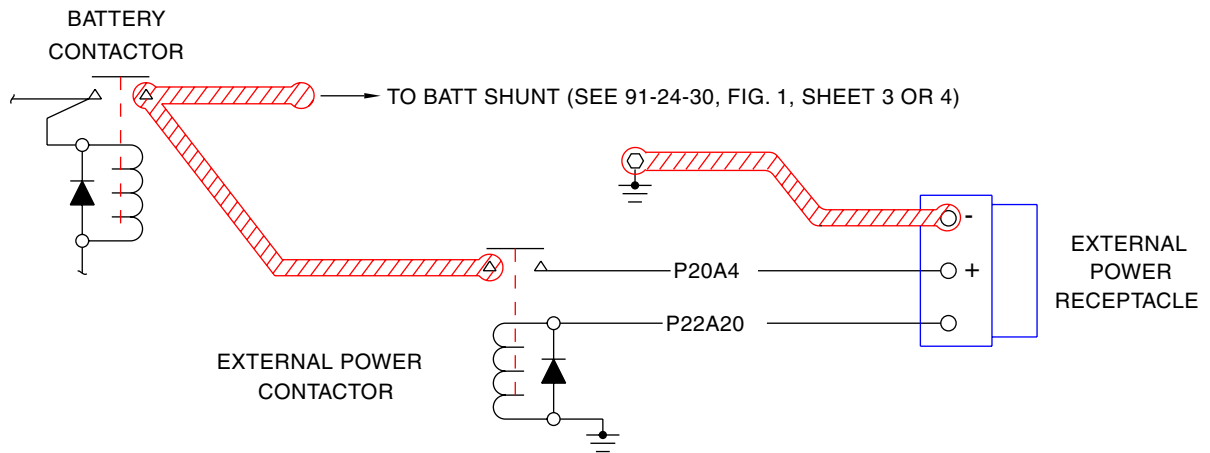 BATTERY
CONTACTOR
TO BATT SHUNT (SEE 91-24-30, FIG. 1, SHEET 3 OR 4)
-
P20A4
+
EXTERNAL
POWER
RECEPTACLE
P22A20
EXTERNAL POWER
CONTACTOR